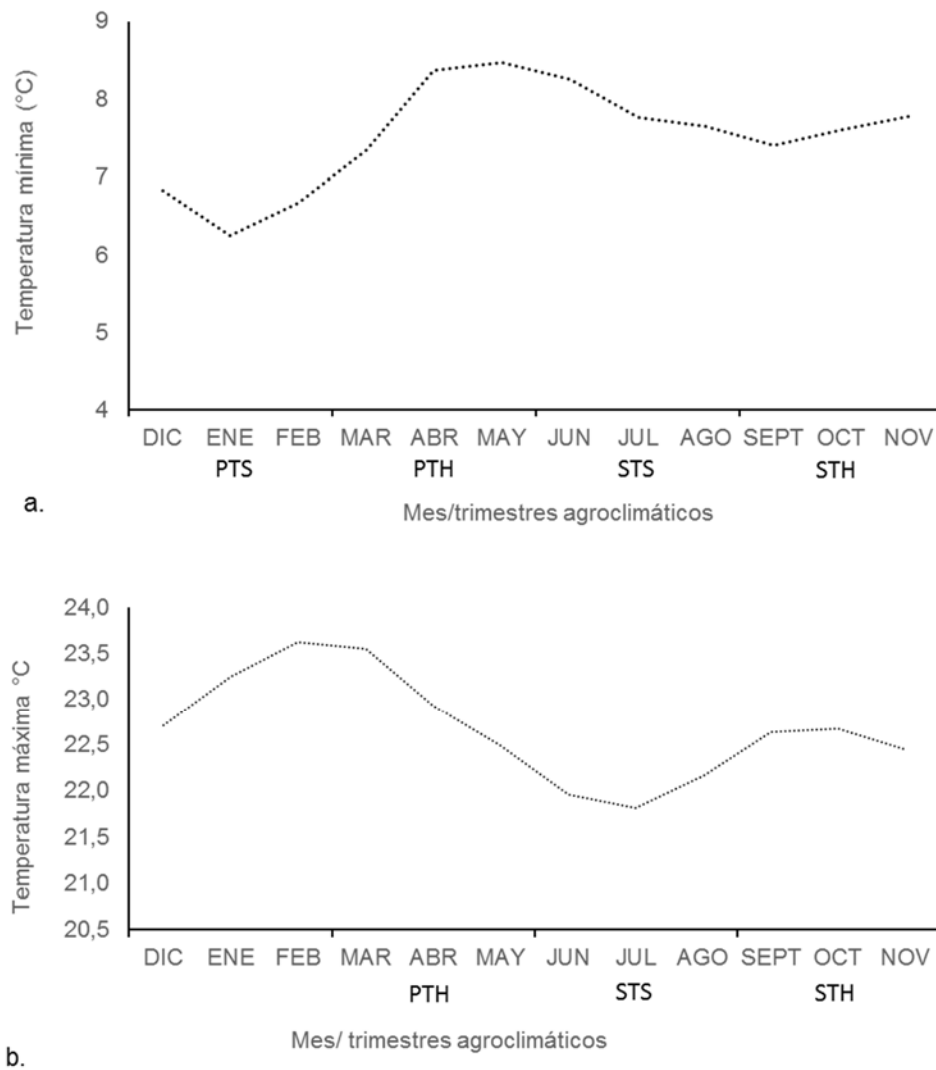 9
8
7
6
5
4
Temperatura mínima (°C)
DIC ENE FEB MAR ABR MAY JUN JUL AGO SEPT OCT NOV
PTS PTH STS STH
a.
Mes/trimestres agroclimáticos
24,0
23,5
23,0
22,5
22,0
21,5
21,0
20,5
Temperatura máxima °C
DIC ENE FEB MAR ABR MAY JUN JUL AGO SEPT OCT NOV
PTH STS STH
Mes/ trimestres agroclimáticos
b.